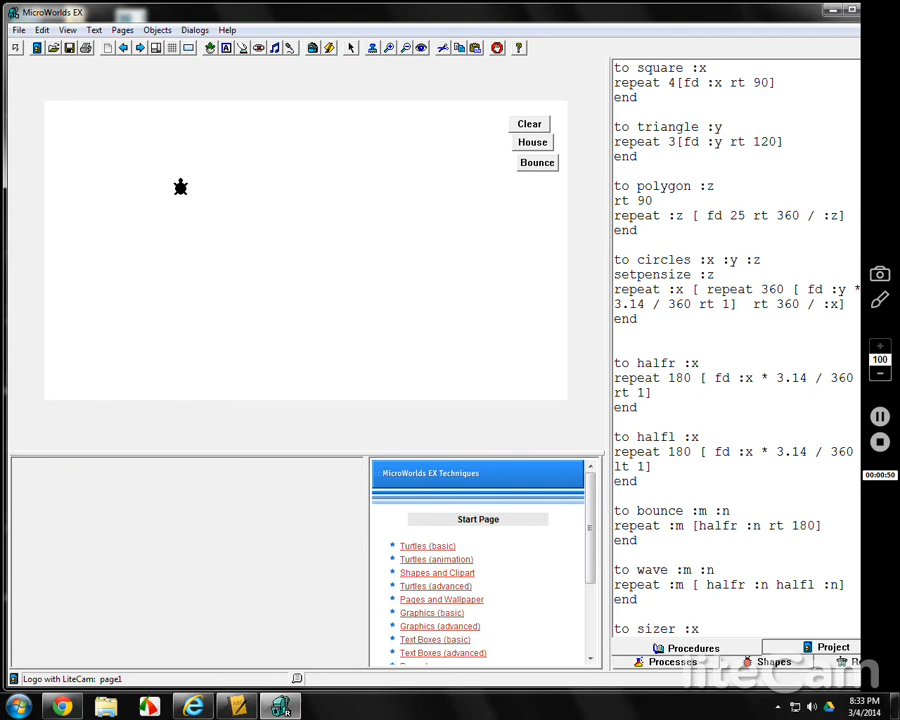 MicroWorlds EX
File Edit View Text Pages Objects Dialogs Help
Clear
House
Bounce
to square :x
repeat 4[fd :x rt 90]
end
to triangle :y
repeat 3[fd :y rt 120]
end
to polygon :z
rt 90
repeat :z [ fd 25 rt 360 / :z]
end
to circles :x :y :z
setpensize :z
repeat :x [ repeat 360 [ fd :y *
3.14 / 360 rt 1]  rt 360 / :x]
end
to halfr :x
repeat 180 [ fd :x * 3.14 / 360
rt 1]
end
to halfl :x
repeat 180 [ fd :x * 3.14 / 360
lt 1]
end
to bounce :m :n
repeat :m [halfr :n rt 180]
end
to wave :m :n
repeat :m [ halfr :n halfl :n]
end
to sizer :x
Procedures
Project
Processes
Shapes
100
00:00:50
MicroWorlds EX Techniques
Start Page
Turtles (basic)
Turtles (animation)
Shapes and Clipart
Turtles (advanced)
Pages and Wallpaper
Graphics (basic)
Graphics (advanced)
Text Boxes (basic)
Text Boxes (advanced)
Logo with LiteCam: page1
liteCam
8:33 PM
3/4/2014